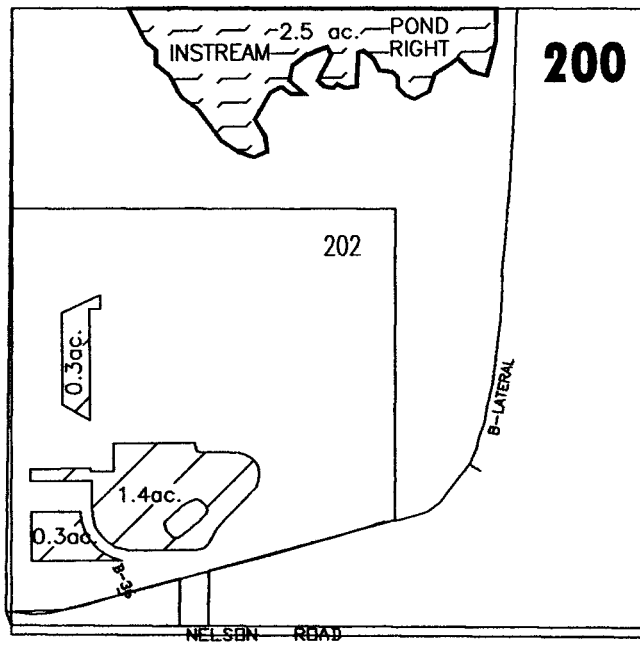 2.5 ac. POND
INSTREAM RIGHT
200
202
0.3ac.
B-LATERAL
1.4ac.
0.3ac.
NELSON ROAD